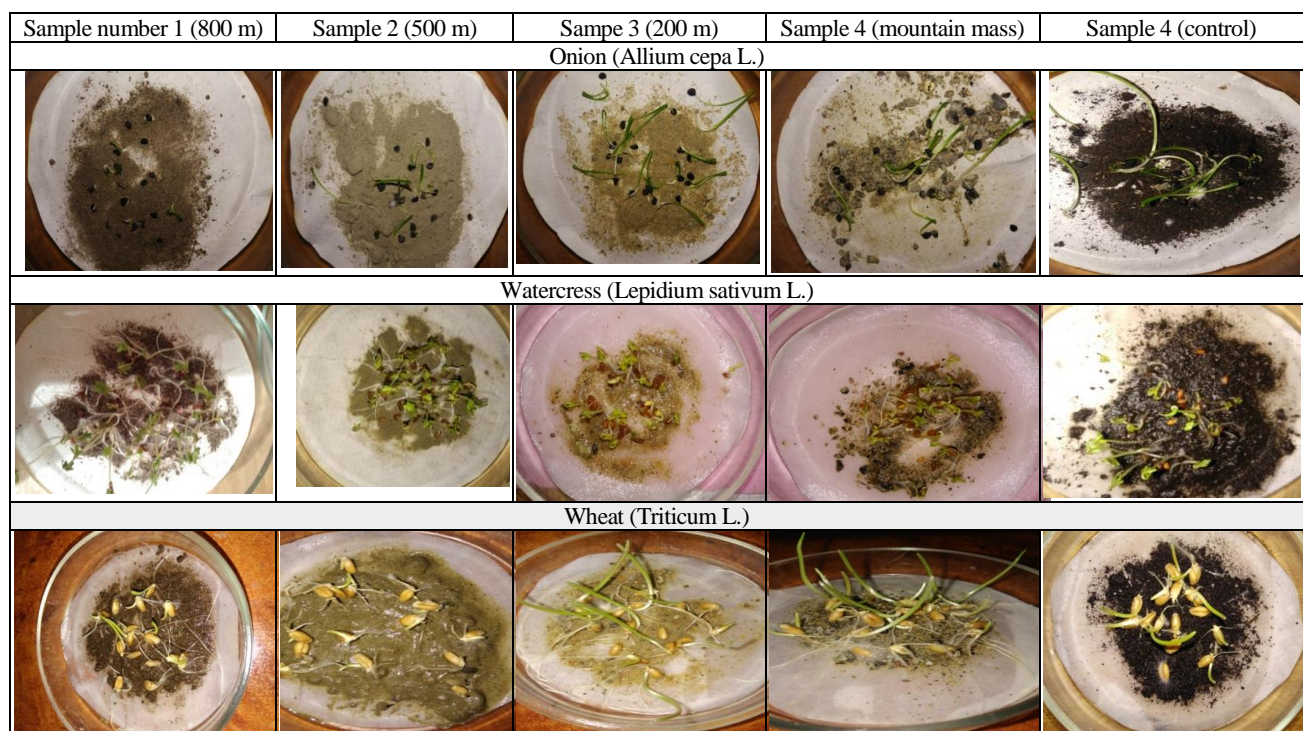 Sample number 1 (800 m) Sample 2 (500 m) Sampe 3 (200 m) Sample 4 (mountain mass) Sample 4 (control)
Onion (Allium cepa L.)
Watercress (Lepidium sativum L.)
Wheat (Triticum L.)